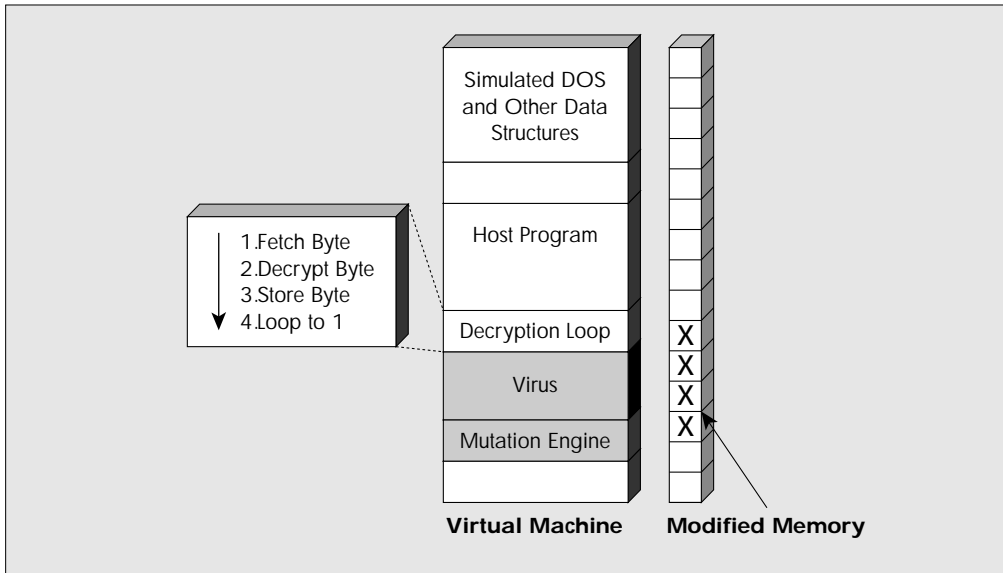 Simulated DOS
and Other Data
Structures
Host Program
1.Fetch Byte
2.Decrypt Byte
3.Store Byte
4.Loop to 1
Decryption Loop
Virus
Mutation Engine
X
X
X
X
Virtual Machine
Modified Memory